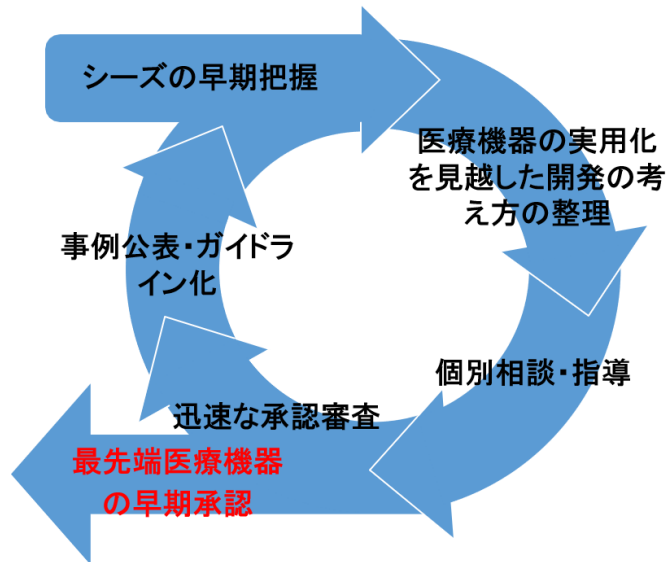 シーズの早期把握
医療機器の実用化
を見越した開発の考
え方の整理
個別相談・指導
迅速な承認審査
最先端医療機器
の早期承認
事例公表・ガイドラ
イン化